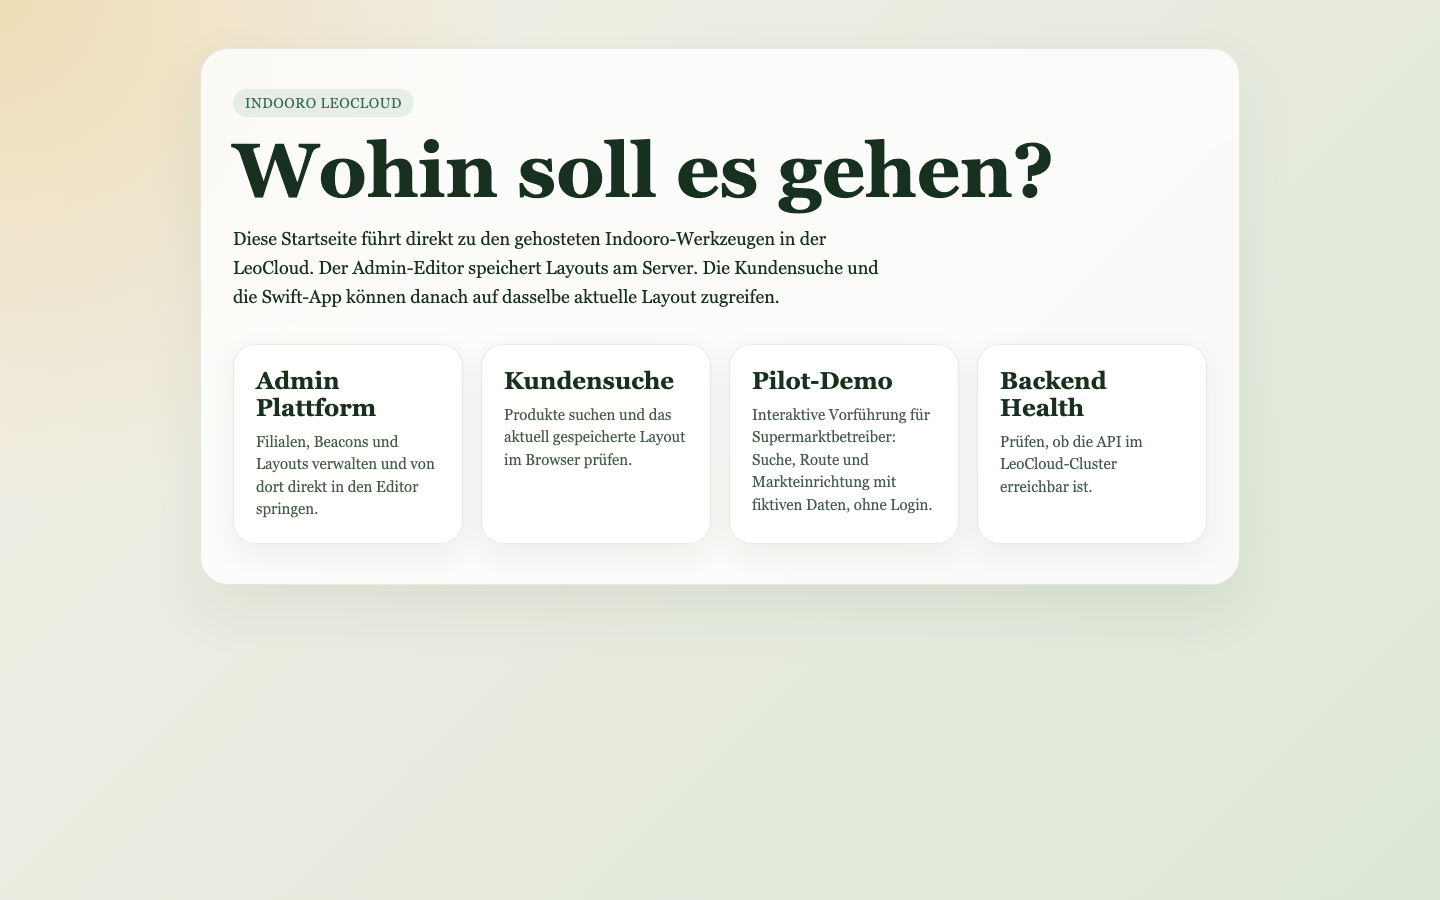 INDOORO LEOCLOUD
Wohin soll es gehen?
Diese Startseite führt direkt zu den gehosteten Indooro-Werkzeugen in der
LeoCloud. Der Admin-Editor speichert Layouts am Server. Die Kundensuche und
die Swift-App können danach auf dasselbe aktuelle Layout zugreifen.
Admin
Plattform
Filialen, Beacons und
Layouts verwalten und von
dort direkt in den Editor
springen.
Kundensuche
Produkte suchen und das
aktuell gespeicherte Layout
im Browser prüfen.
Pilot-Demo
Interaktive Vorführung für
Supermarktbetreiber:
Suche, Route und
Markteinrichtung mit
fiktiven Daten, ohne Login.
Backend
Health
Prüfen, ob die API im
LeoCloud-Cluster
erreichbar ist.